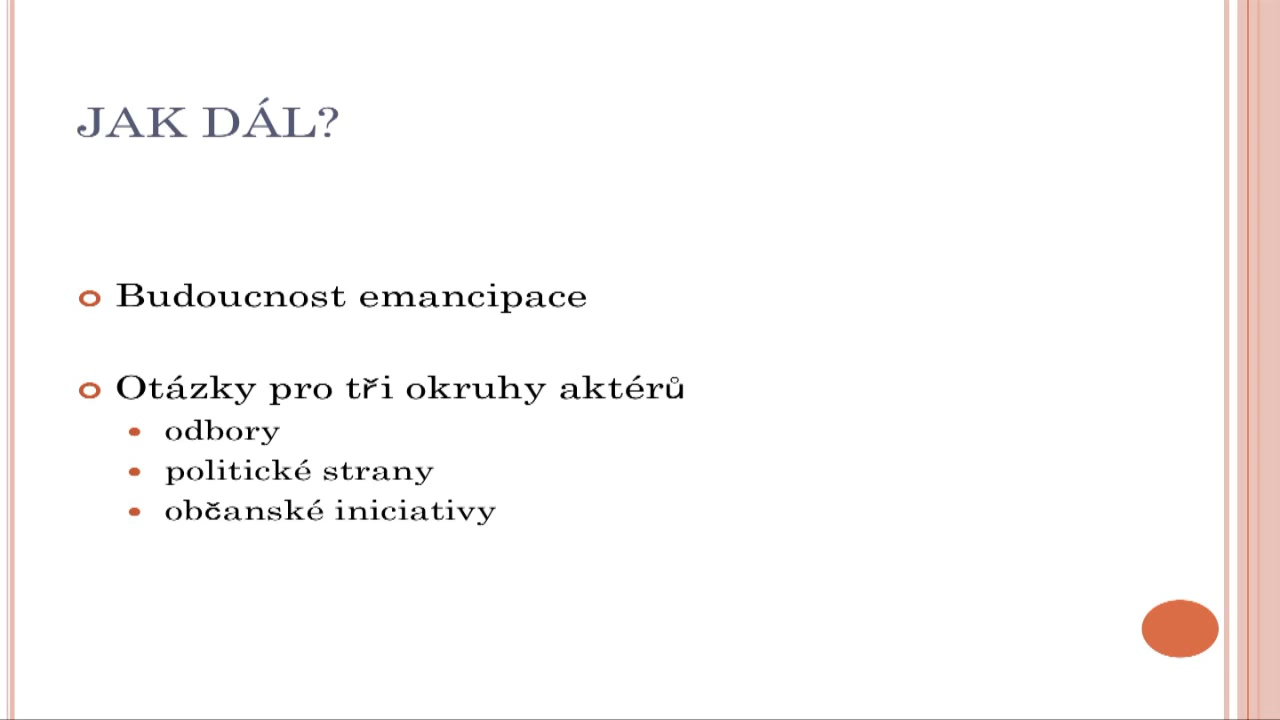 JAK DÁL?
Budoucnost emancipace
Otázky pro tři okruhy aktérů
odbory
politické strany
občanské iniciativy